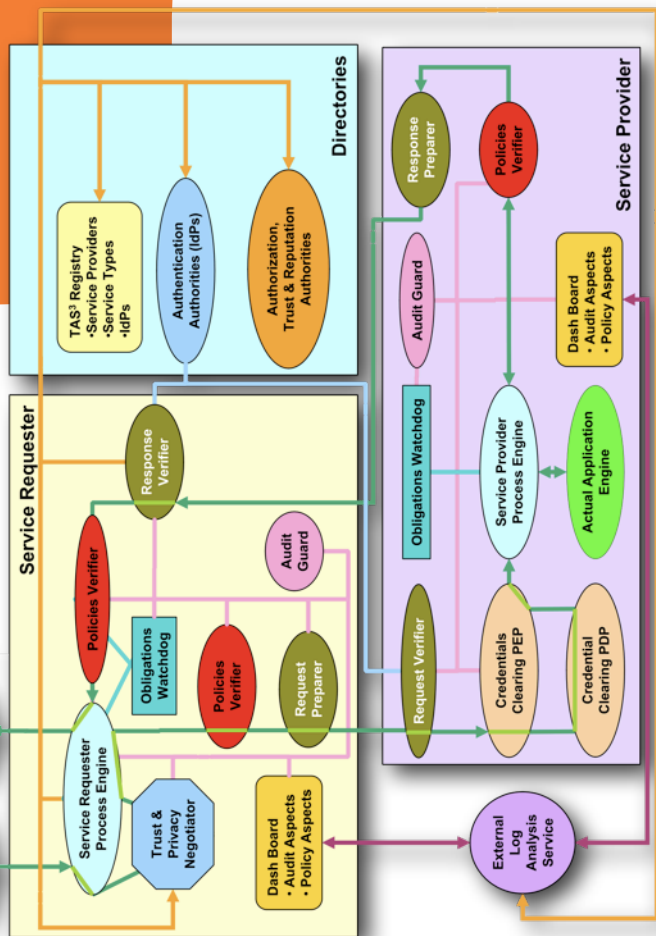 Service Requester
Service Requester
Process Engine
Policies Verifier
Response
Verifier
Trust &
Privacy
Negotiator
Obligations
Watchdog
Policies
Verifier
Audit
Guard
Request
Preparer
Dash Board
• Audit Aspects
• Policy Aspects
TAS³ Registry
•Service Providers
•Service Types
•IdPs
Authentication
Authorities (IdPs)
Authorization,
Trust & Reputation
Authorities
Directories
External
Log
Analysis
Service
Request Verifier
Obligations Watchdog
Audit Guard
Response
Preparer
Credentials
Clearing PEP
Service Provider
Process Engine
Policies
Verifier
Credential
Clearing PDP
Actual Application
Engine
Dash Board
• Audit Aspects
• Policy Aspects
Service Provider